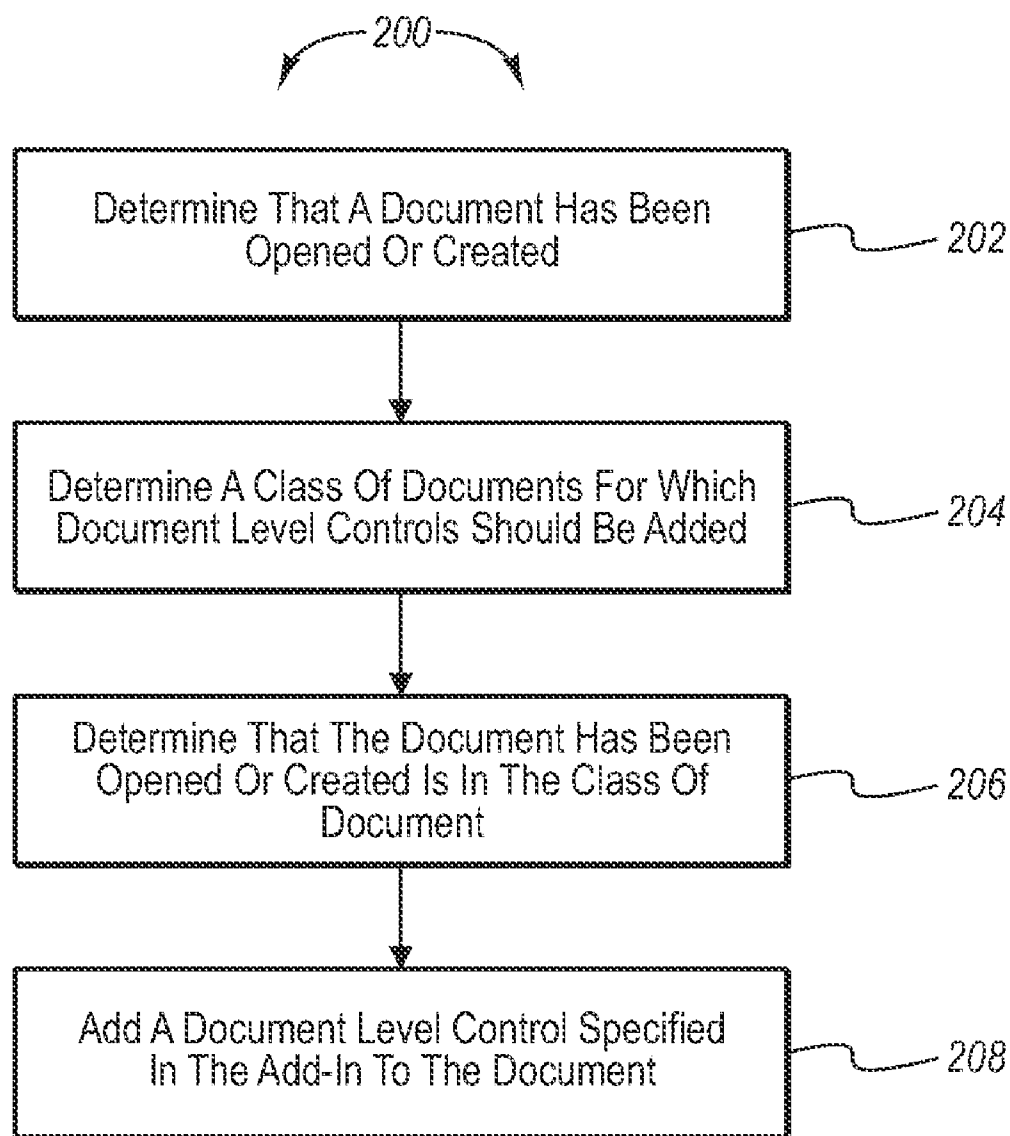 200
Determine That A Document Has Been
Opened Or Created
202
Determine A Class Of Documents For Which
Document Level Controls Should Be Added
204
Determine That The Document Has Been
Opened Or Created Is In The Class Of
Document
206
Add A Document Level Control Specified
In The Add-In To The Document
208